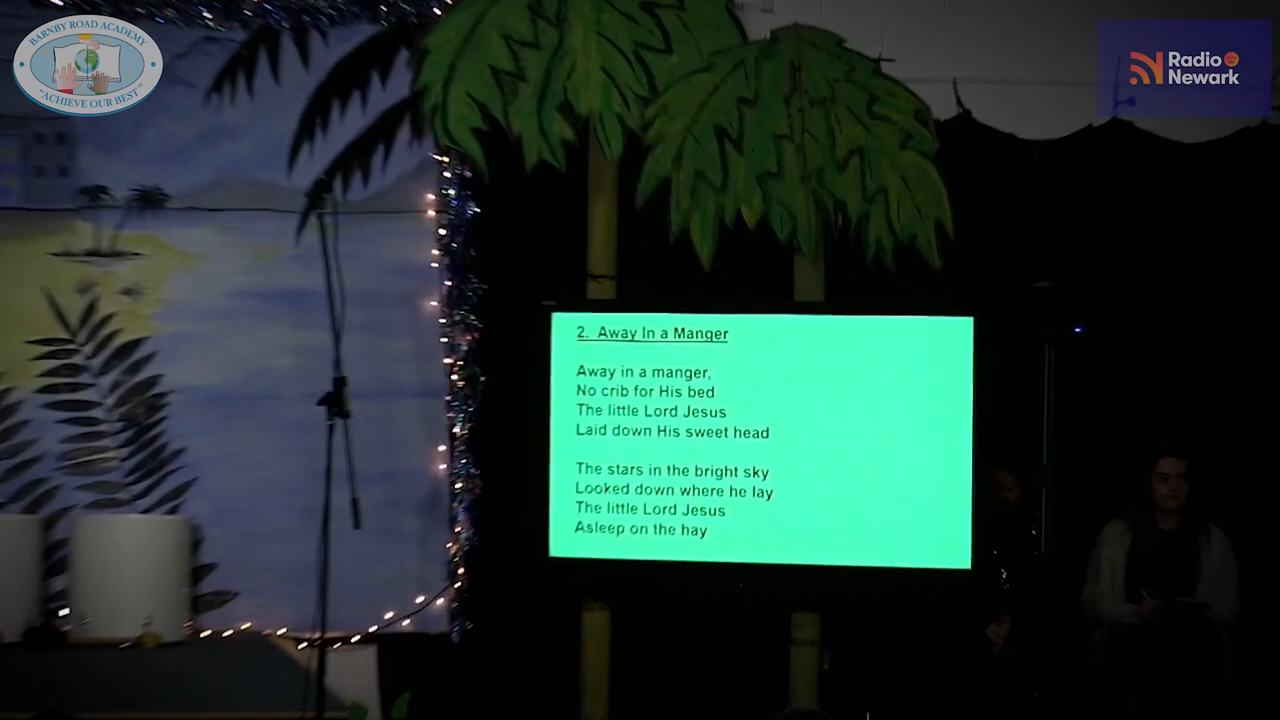 BARNBY ROAD ACADEMY
"ACHIEVE OUR BEST"
Radio
Newark
2. Away In a Manger
Away in a manger,
No crib for His bed
The little Lord Jesus
Laid down His sweet head
The stars in the bright sky
Looked down where he lay
The little Lord Jesus
Asleep on the hay